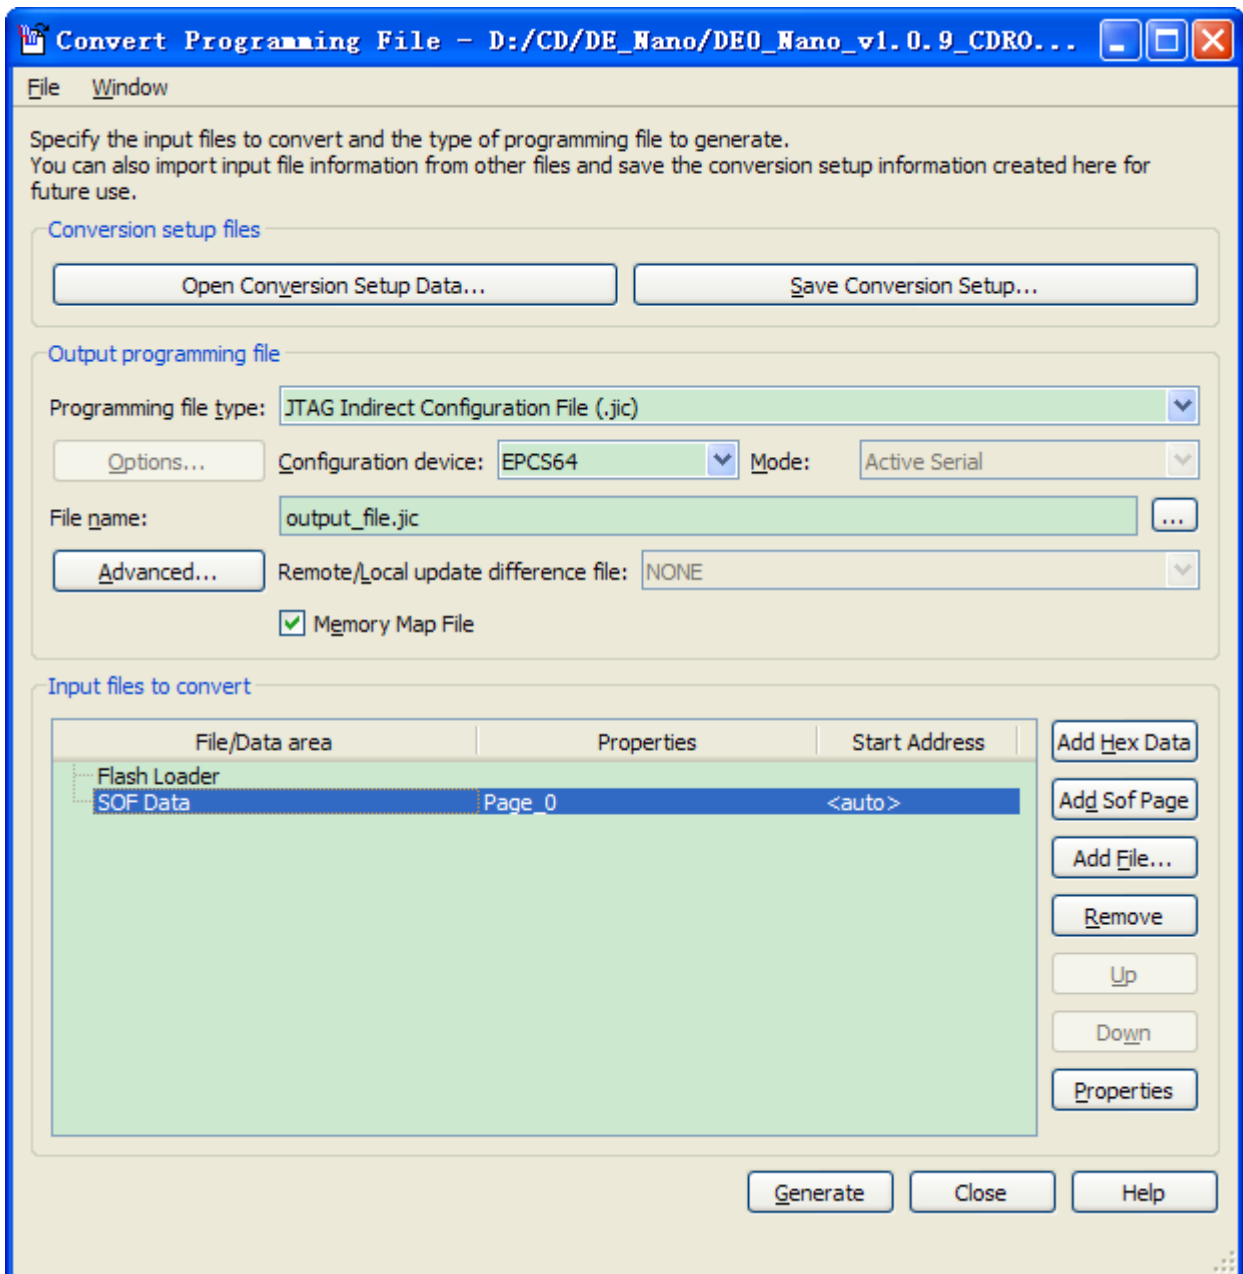 Convert Programming File - D:/CD/DE_Nano/DE0_Nano_v1.0.9_CDRO...
File Window
Specify the input files to convert and the type of programming file to generate.
You can also import input file information from other files and save the conversion setup information created here for
future use.
Conversion setup files
Open Conversion Setup Data... Save Conversion Setup...
Output programming file
Programming file type: JTAG Indirect Configuration File (.jic)
Options... Configuration device: EPCS64 Mode: Active Serial
File name: output_file.jic ...
Advanced... Remote/Local update difference file: NONE
Memory Map File
Input files to convert
File/Data area Properties Start Address Add Hex Data
Flash Loader
SOF Data Page_0 <auto> Add Sof Page
Add File...
Remove
Up
Down
Properties
Generate Close Help